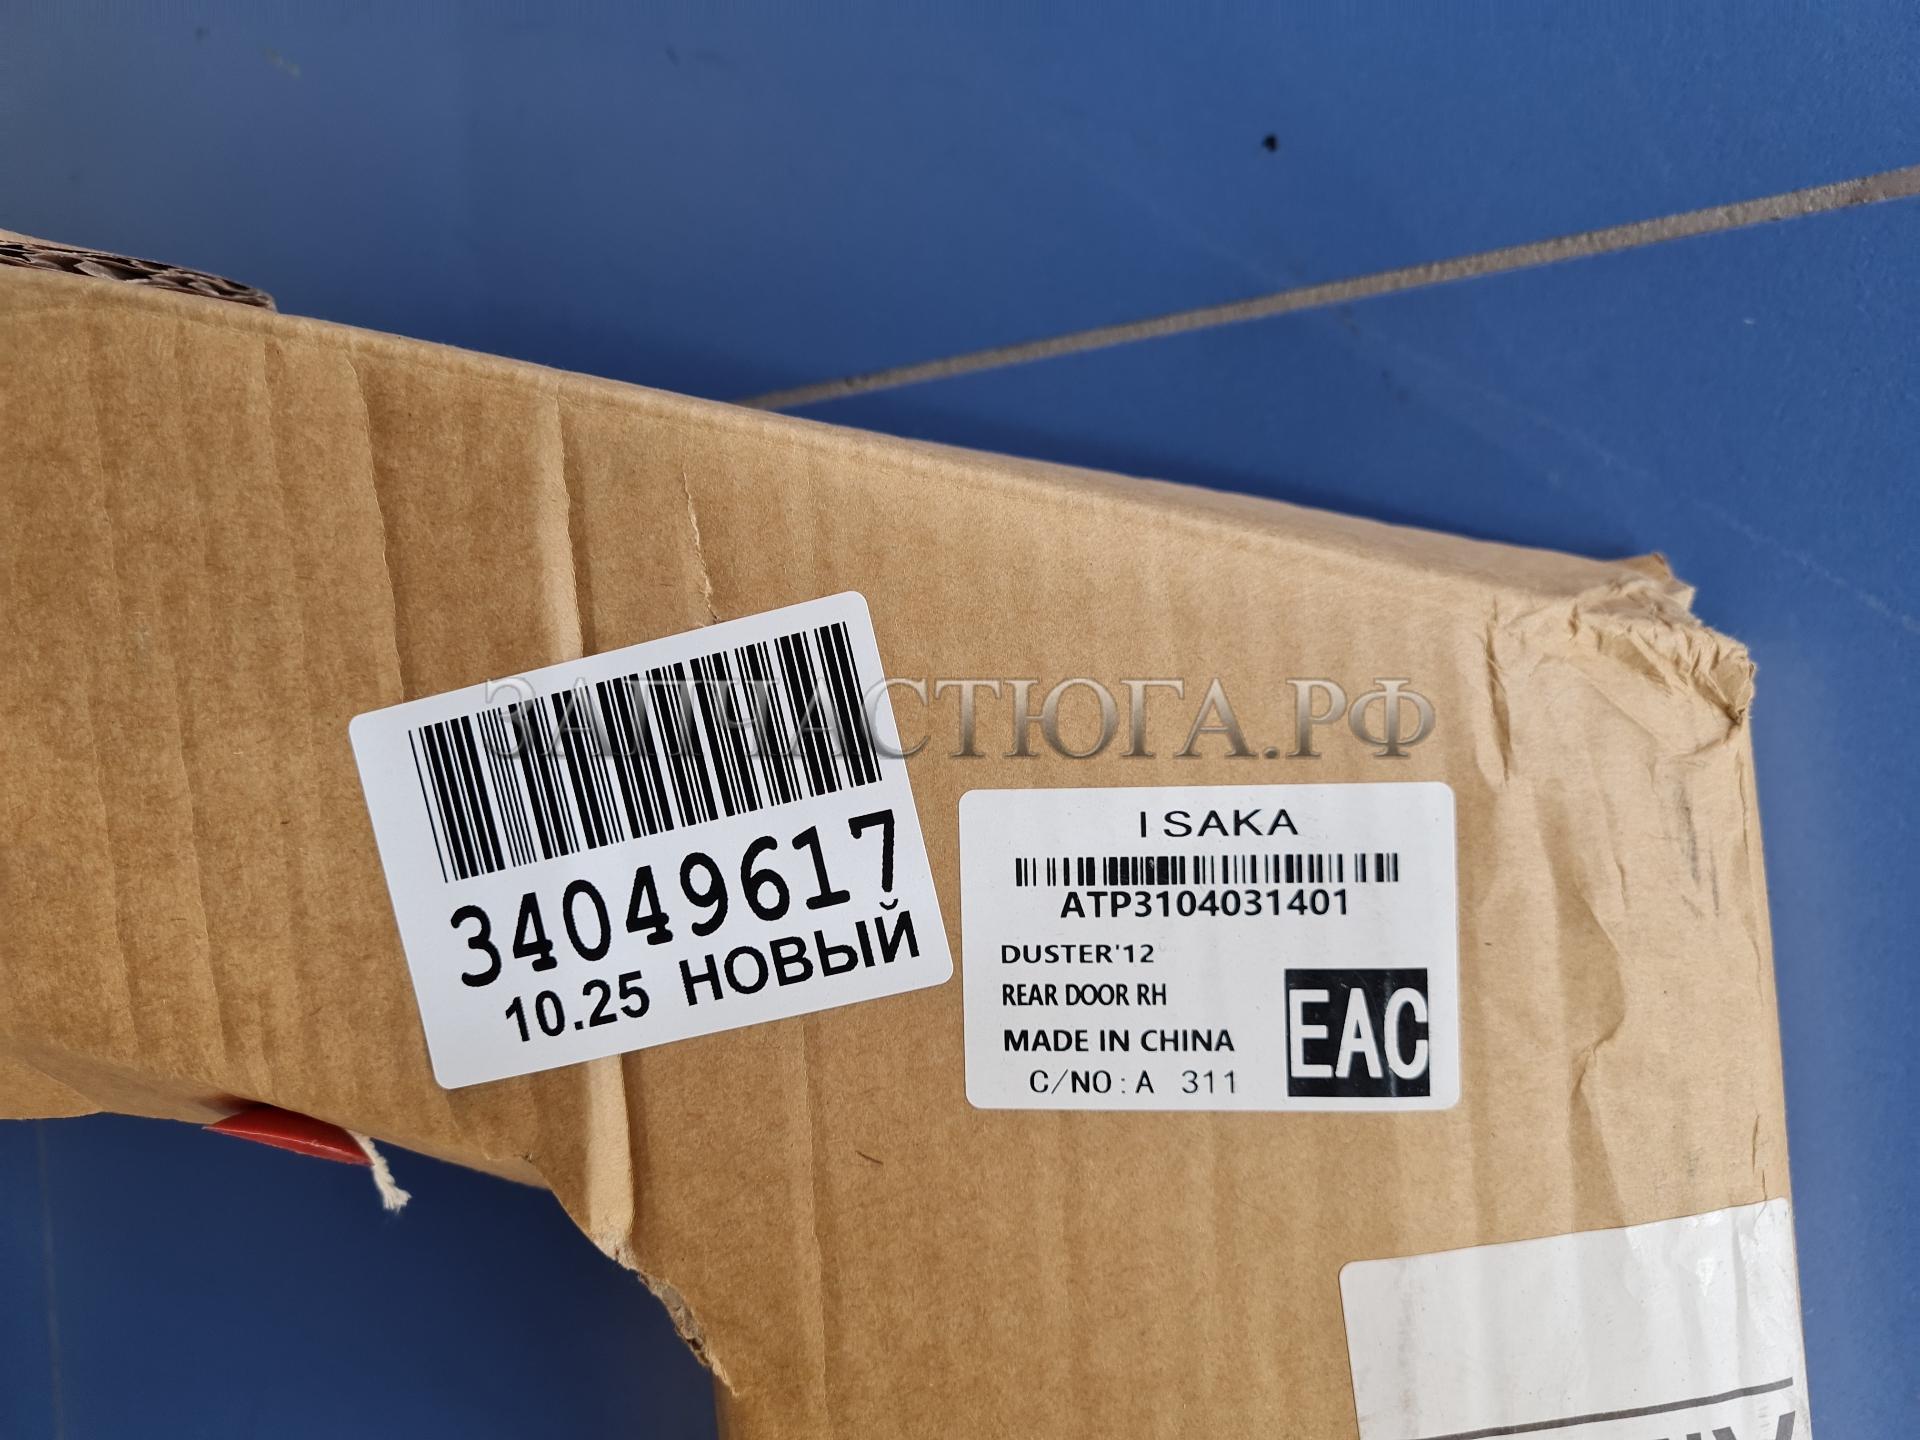 ЗАПЧАСТЮГА.РФ
34049617
10.25 НОВЫЙ
ISAKA
ATP3104031401
DUSTER'12
REAR DOOR RH
MADE IN CHINA
C/NO: A 311
EAC